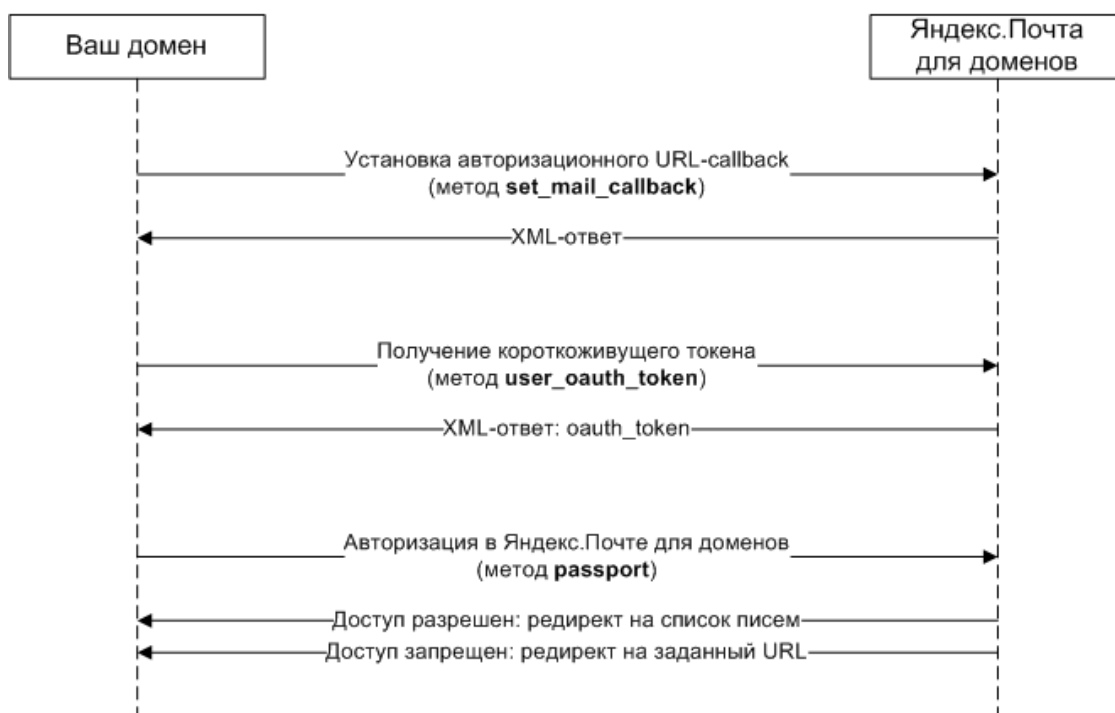 Ваш домен
Яндекс.Почта
для доменов
Установка авторизационного URL-callback
(метод set_mail_callback)
XML-ответ
Получение короткоживущего токена
(метод user_oauth_token)
XML-ответ: oauth_token
Авторизация в Яндекс.Почте для доменов
(метод passport)
Доступ разрешен: редирект на список писем
Доступ запрещен: редирект на заданный URL